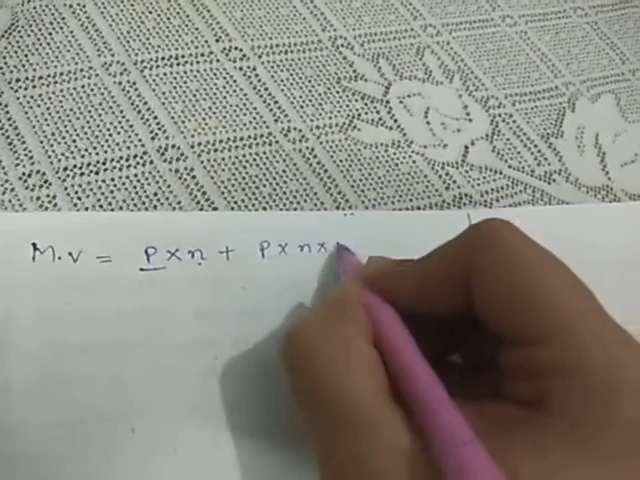 M.V = P×n + P×n×